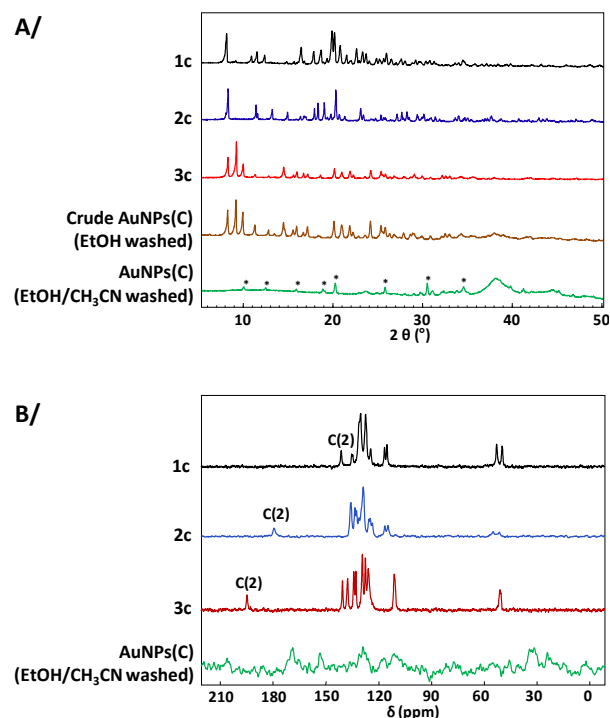 A/
1c
2c
3c
Crude AuNPs(C)
(EtOH washed)
AuNPs(C)
(EtOH/CH₃CN washed)
* * * * * * * *
10 20 30 40 50
2 θ (°)
B/
C(2)
1c
C(2)
2c
C(2)
3c
AuNPs(C)
(EtOH/CH₃CN washed)
210 180 150 120 90 60 30 0
δ (ppm)